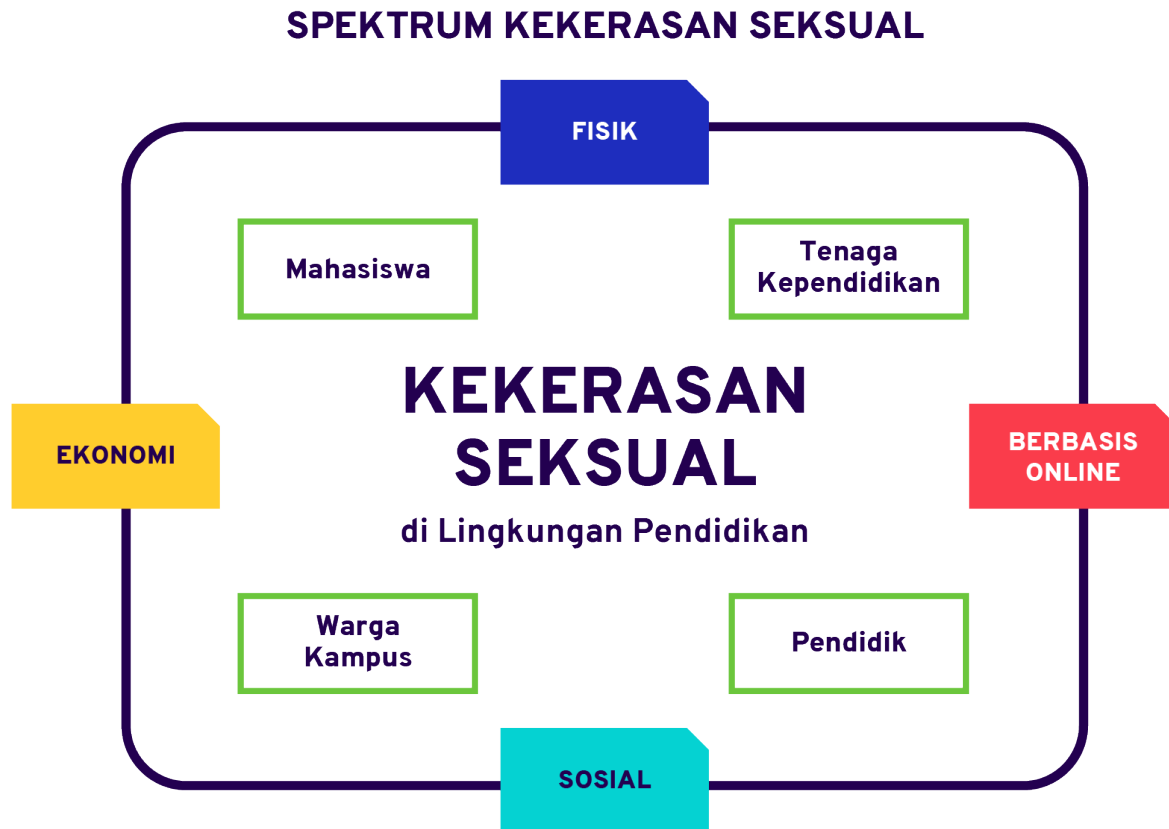 SPEKTRUM KEKERASAN SEKSUAL
FISIK
Mahasiswa
Tenaga
Kependidikan
KEKERASAN
SEKSUAL
di Lingkungan Pendidikan
EKONOMI
BERBASIS
ONLINE
Warga
Kampus
Pendidik
SOSIAL